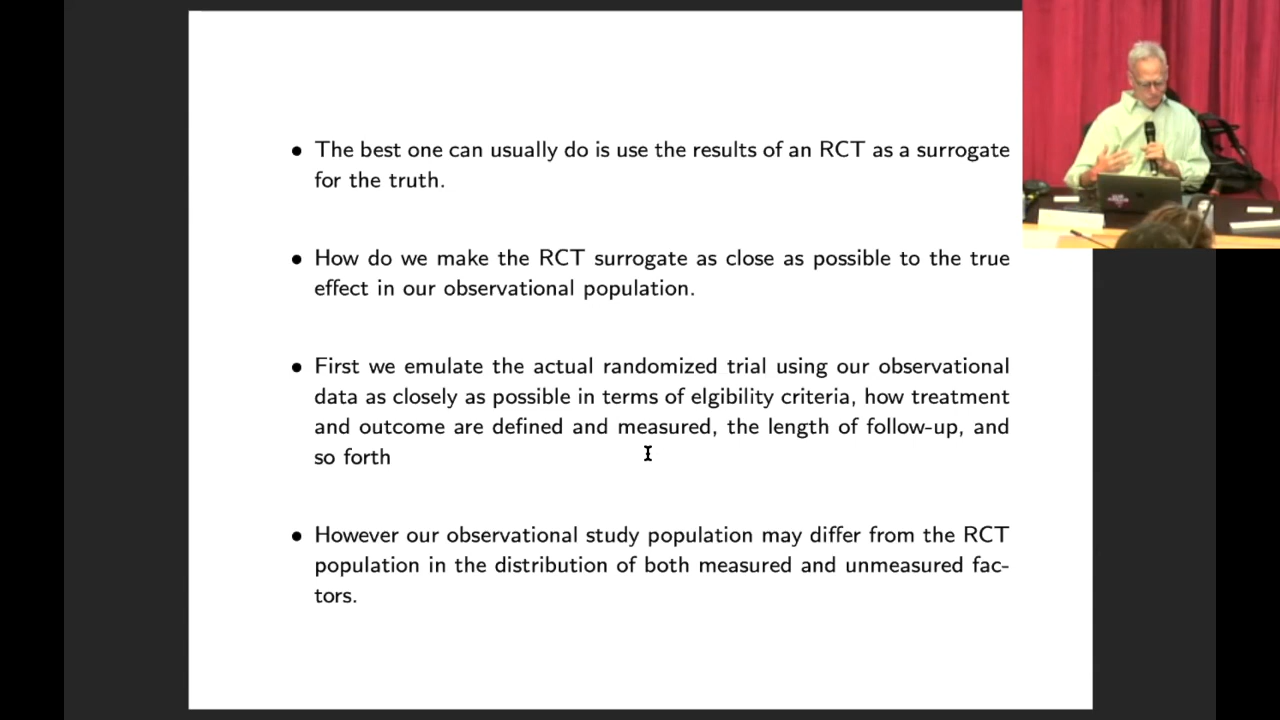 • The best one can usually do is use the results of an RCT as a surrogate
for the truth.
• How do we make the RCT surrogate as close as possible to the true
effect in our observational population.
• First we emulate the actual randomized trial using our observational
data as closely as possible in terms of elgibility criteria, how treatment
and outcome are defined and measured, the length of follow-up, and
so forth
• However our observational study population may differ from the RCT
population in the distribution of both measured and unmeasured fac-
tors.